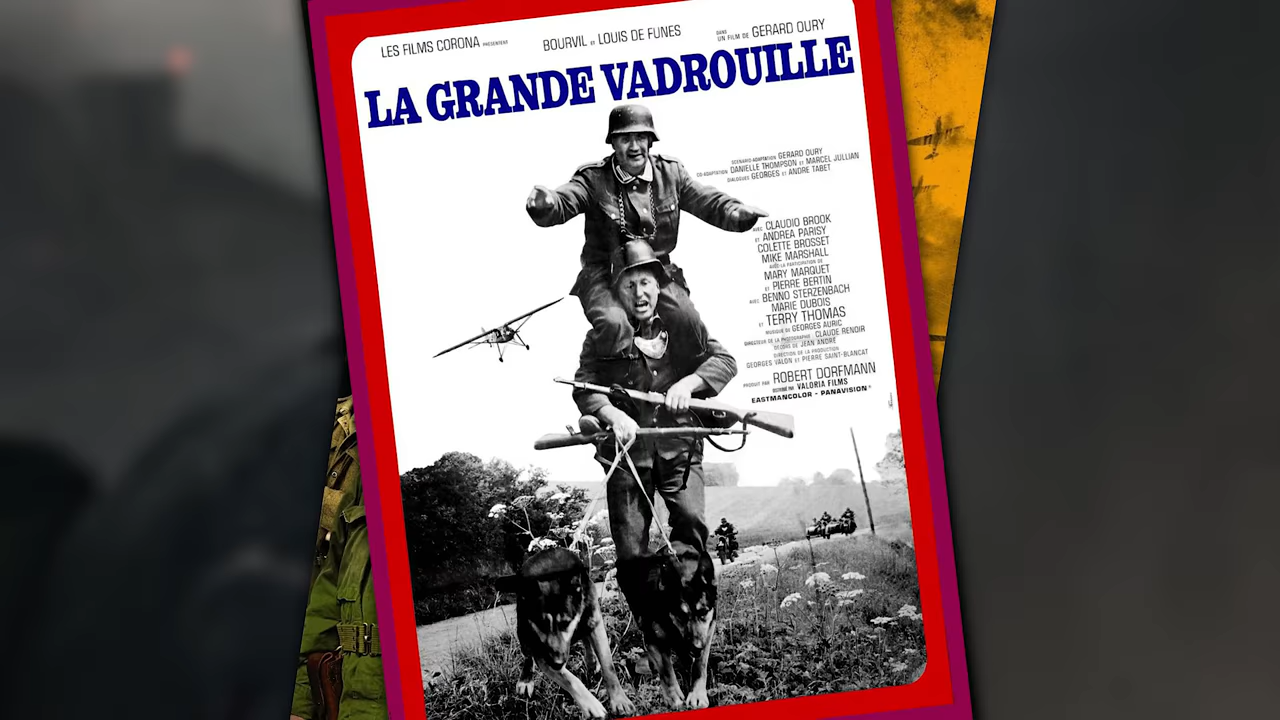 LES FILMS CORONA PRESENTENT
BOURVIL ET LOUIS DE FUNES
DANS
UN FILM DE GERARD OURY
LA GRANDE VADROUILLE
SCENARIO-ADAPTATION GERARD OURY
CO-ADAPTATION DANIELLE THOMPSON ET MARCEL JULLIAN
DIALOGUES GEORGES ET ANDRE TABET
AVEC CLAUDIO BROOK
ET ANDREA PARISY
COLETTE BROSSET
MIKE MARSHALL
AVEC LA PARTICIPATION DE
MARY MARQUET
ET PIERRE BERTIN
AVEC BENNO STERZENBACH
MARIE DUBOIS
ET TERRY THOMAS
MUSIQUE DE GEORGES AURIC
DIRECTEUR DE LA PHOTOGRAPHIE CLAUDE RENOIR
DECORS DE JEAN ANDRE
DIRECTION DE LA PRODUCTION
GEORGES VALON ET PIERRE SAINT-BLANCAT
PRODUIT PAR ROBERT DORFMANN
DISTRIBUÉ PAR VALORIA FILMS
EASTMANCOLOR - PANAVISION®